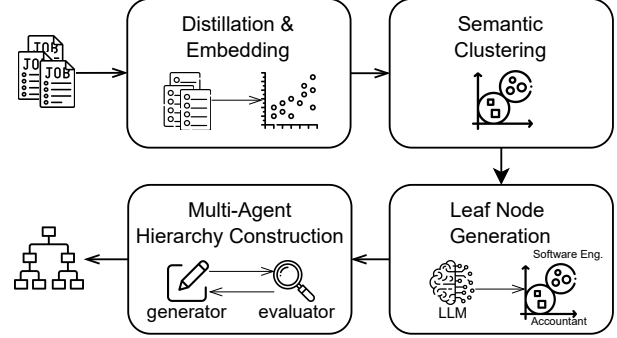 JOB
JOB
JOB
Distillation &
Embedding
Semantic
Clustering
Multi-Agent
Hierarchy Construction
generator
evaluator
Leaf Node
Generation
Software Eng.
LLM
Accountant